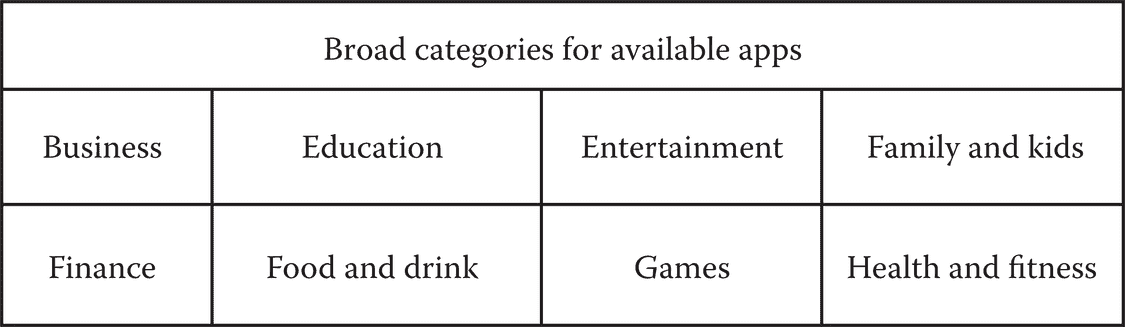 Broad categories for available apps
Business Education Entertainment Family and kids
Finance Food and drink Games Health and fitness